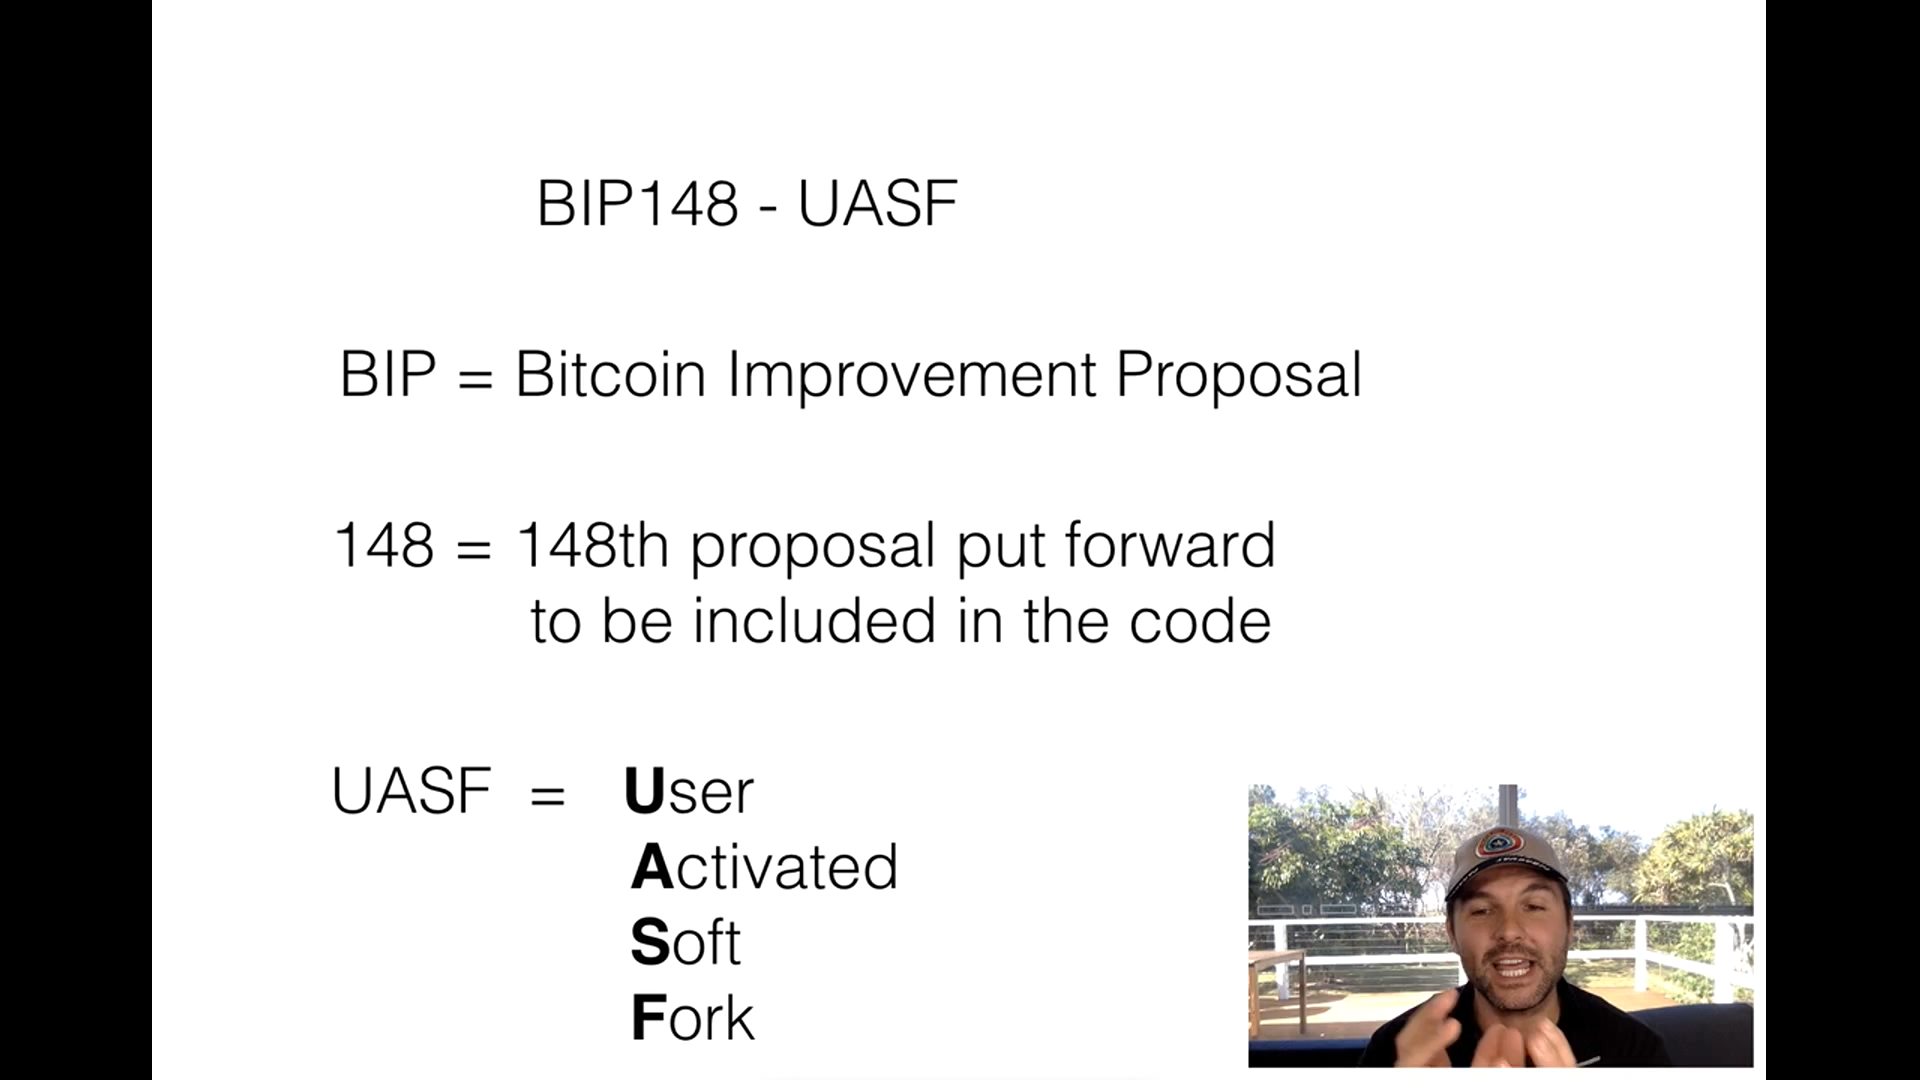 BIP148 - UASF
BIP = Bitcoin Improvement Proposal
148 = 148th proposal put forward
to be included in the code
UASF = User
Activated
Soft
Fork